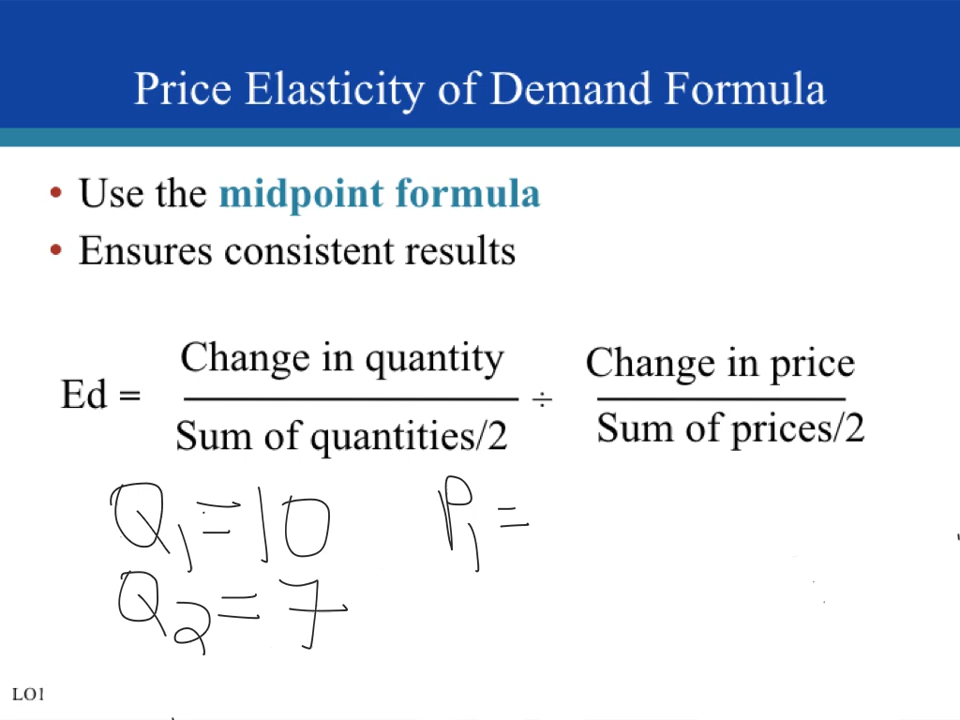 Price Elasticity of Demand Formula
• Use the midpoint formula
• Ensures consistent results
Change in quantity
Change in price
Ed =
÷
Sum of quantities/2
Sum of prices/2
Q1 = 10
P1 =
Q2 = 7
LO1